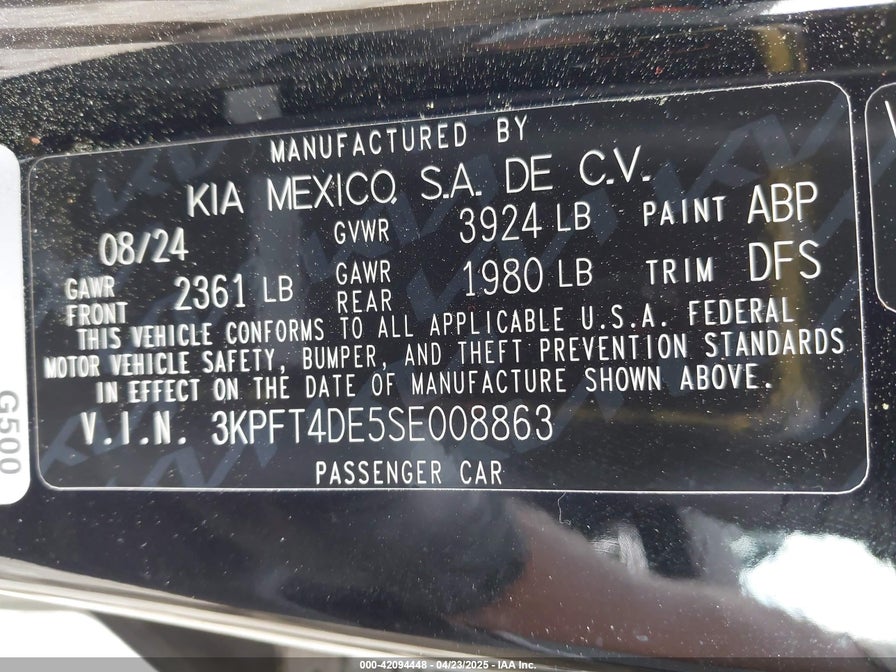 MANUFACTURED BY
KIA MEXICO, S.A. DE C.V.
08/24 GVWR 3924 LB PAINT ABP
GAWR FRONT 2361 LB GAWR REAR 1980 LB TRIM DFS
THIS VEHICLE CONFORMS TO ALL APPLICABLE U.S.A. FEDERAL
MOTOR VEHICLE SAFETY, BUMPER, AND THEFT PREVENTION STANDARDS
IN EFFECT ON THE DATE OF MANUFACTURE SHOWN ABOVE.
V.I.N. 3KPFT4DE5SE008863
PASSENGER CAR
G500
000-42094448 - 04/23/2025 - IAA Inc.